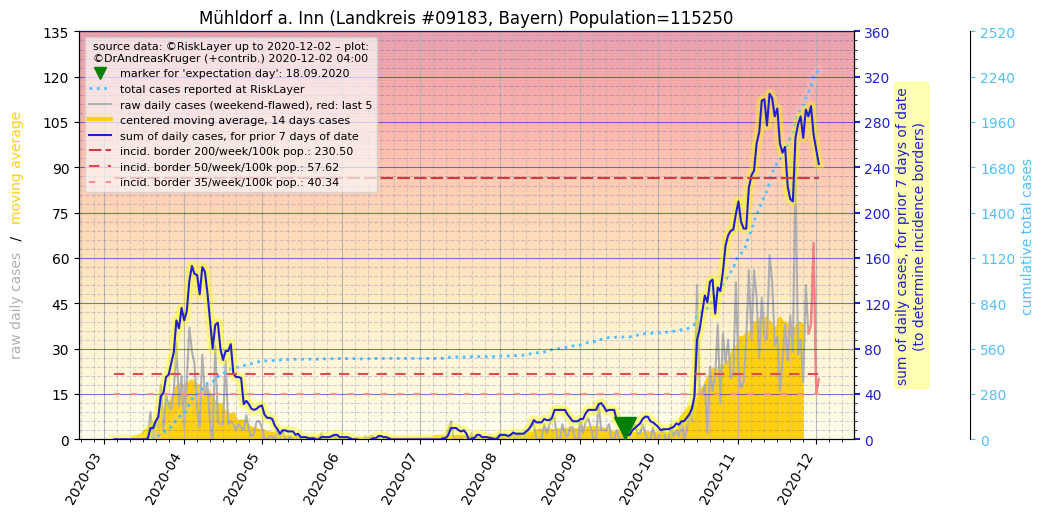 Mühldorf a. Inn (Landkreis #09183, Bayern) Population=115250
source data: ©RiskLayer up to 2020-12-02 – plot:
©DrAndreasKruger (+contrib.) 2020-12-02 04:00
marker for 'expectation day': 18.09.2020
total cases reported at RiskLayer
raw daily cases (weekend-flawed), red: last 5
centered moving average, 14 days cases
sum of daily cases, for prior 7 days of date
incid. border 200/week/100k pop.: 230.50
incid. border 50/week/100k pop.: 57.62
incid. border 35/week/100k pop.: 40.34
raw daily cases / moving average
135
120
105
90
75
60
45
30
15
0
2020-03
2020-04
2020-05
2020-06
2020-07
2020-08
2020-09
2020-10
2020-11
2020-12
360
320
280
240
200
160
120
80
40
0
sum of daily cases, for prior 7 days of date
(to determine incidence borders)
2520
2240
1960
1680
1400
1120
840
560
280
0
cumulative total cases